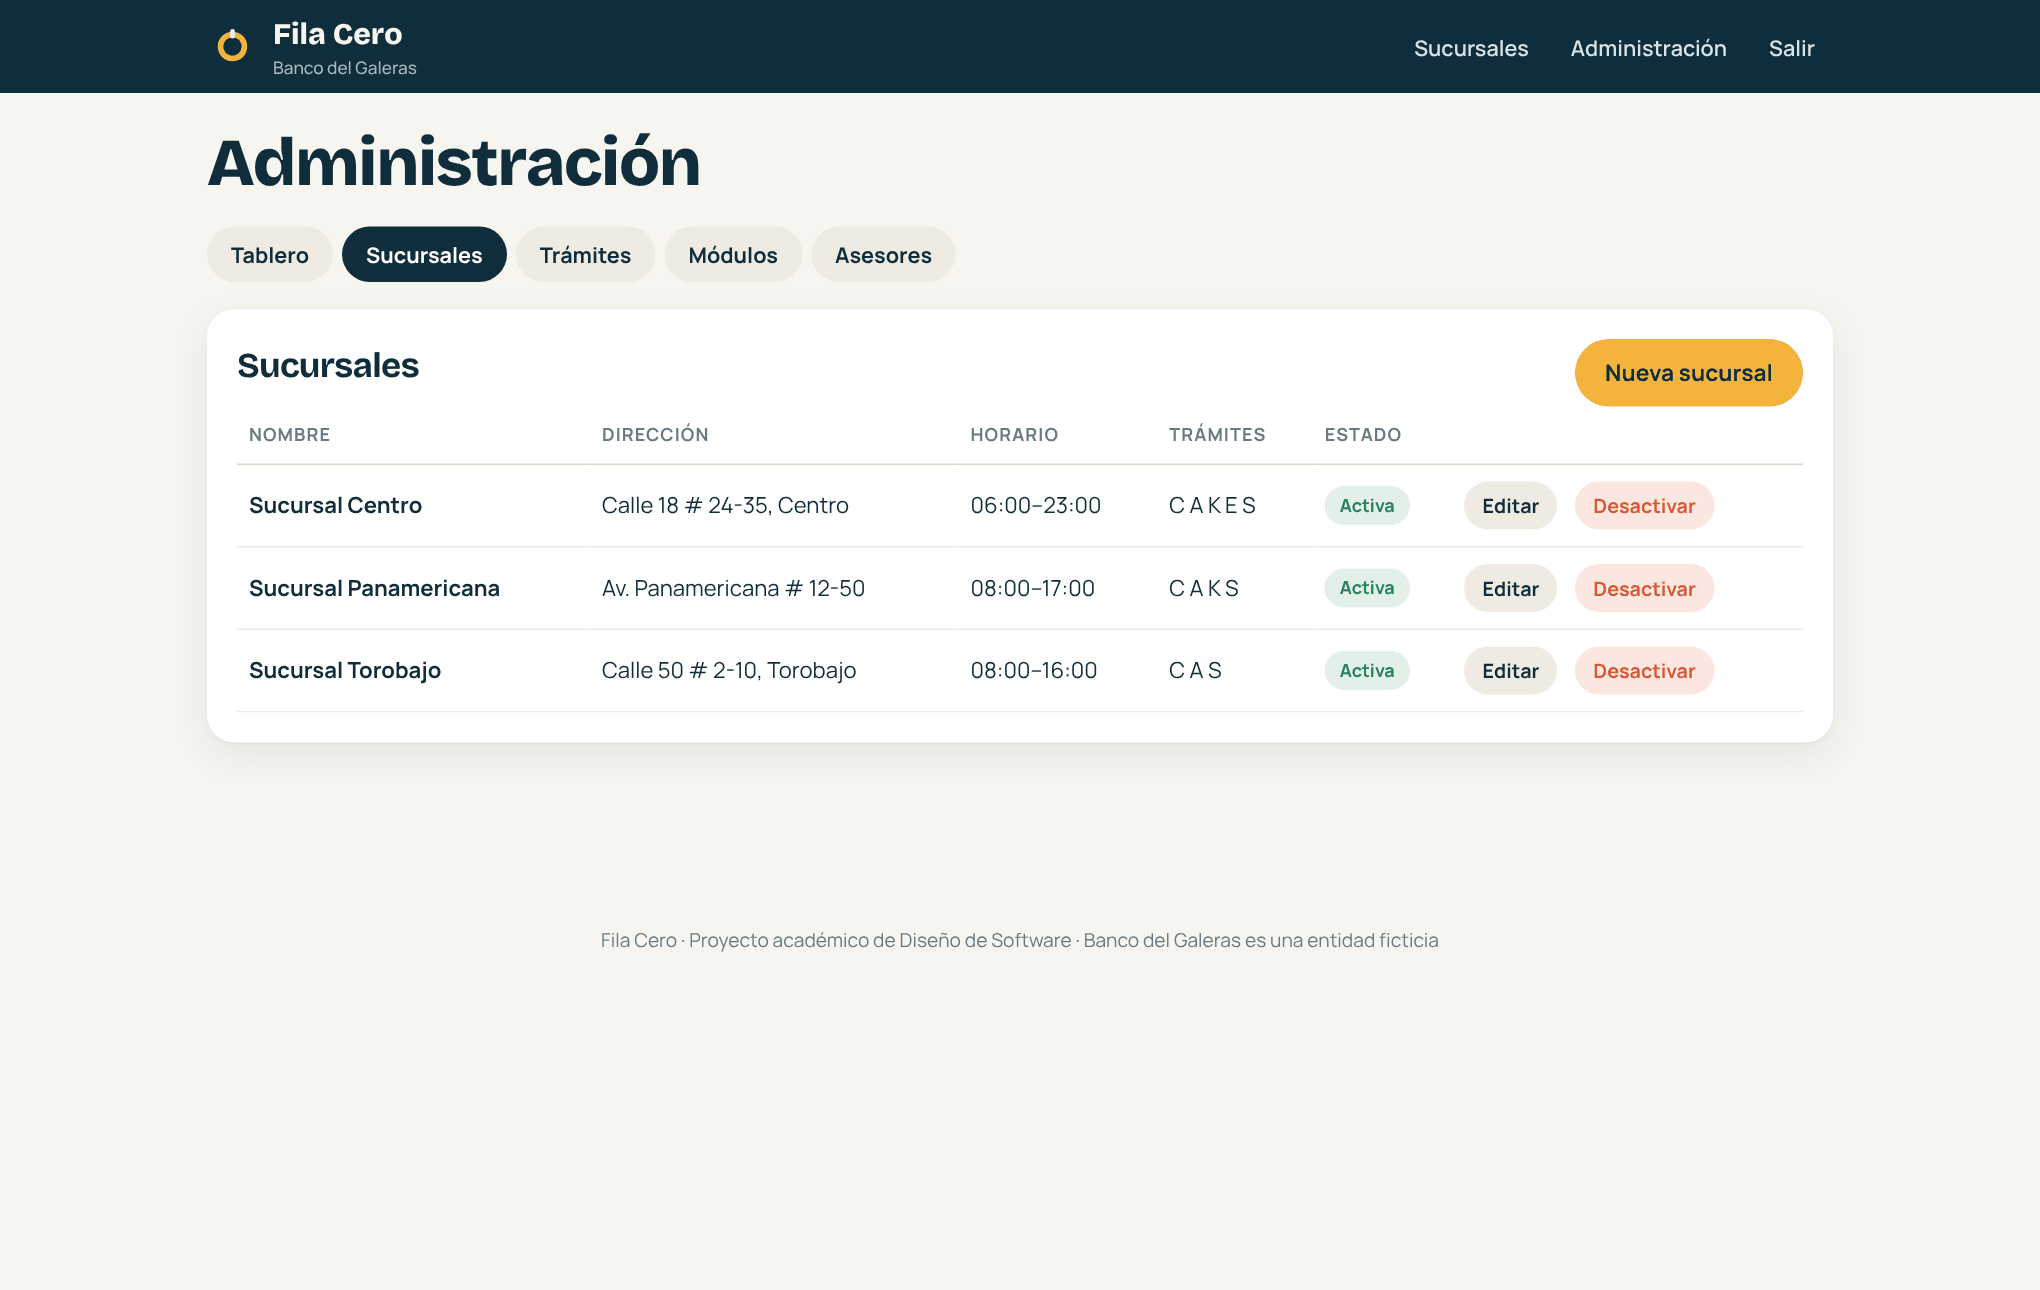 Fila Cero
Banco del Galeras
Sucursales Administración Salir
Administración
Tablero Sucursales Trámites Módulos Asesores
Sucursales
Nueva sucursal
NOMBRE DIRECCIÓN HORARIO TRÁMITES ESTADO
Sucursal Centro Calle 18 # 24-35, Centro 06:00–23:00 C A K E S Activa Editar Desactivar
Sucursal Panamericana Av. Panamericana # 12-50 08:00–17:00 C A K S Activa Editar Desactivar
Sucursal Torobajo Calle 50 # 2-10, Torobajo 08:00–16:00 C A S Activa Editar Desactivar
Fila Cero · Proyecto académico de Diseño de Software · Banco del Galeras es una entidad ficticia